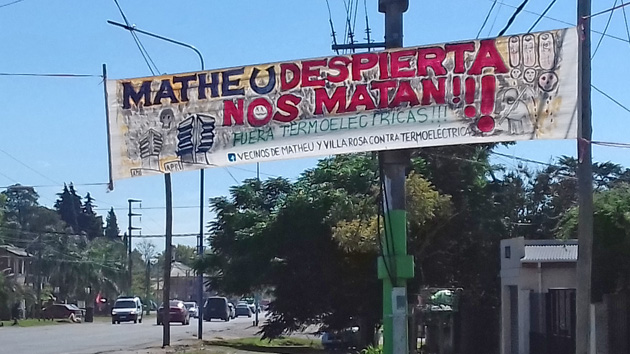 MATHEU DESPIERTA
NOS MATAN!!!
FUERA TERMOELECTRICAS!!!
VECINOS DE MATHEU Y VILLA ROSA CONTRA TERMOELECTRICAS